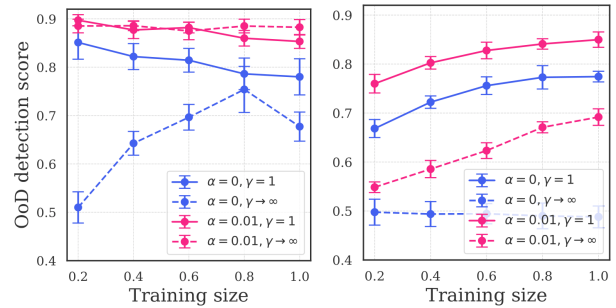 OoD detection score
0.9
0.8
0.7
0.6
0.5
0.4
α = 0, γ = 1
α = 0, γ → ∞
α = 0.01, γ = 1
α = 0.01, γ → ∞
0.2 0.4 0.6 0.8 1.0
Training size
0.9
0.8
0.7
0.6
0.5
0.4
α = 0, γ = 1
α = 0, γ → ∞
α = 0.01, γ = 1
α = 0.01, γ → ∞
0.2 0.4 0.6 0.8 1.0
Training size